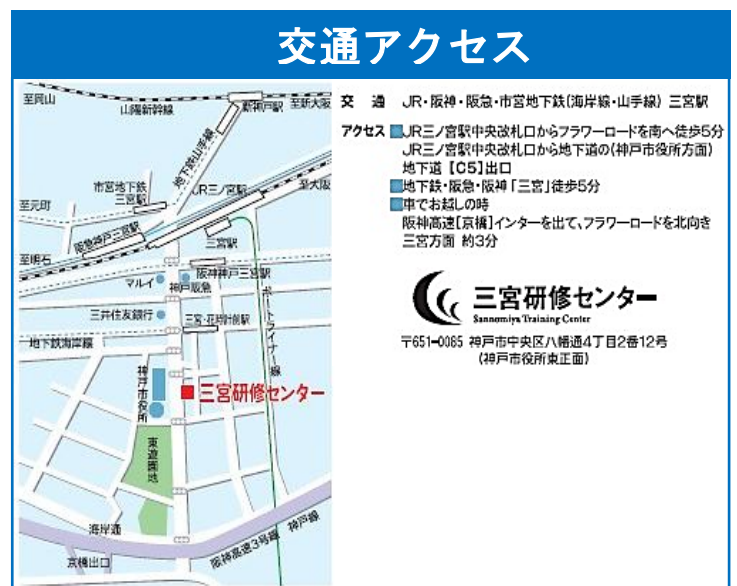 交通アクセス
至岡山
山陽新幹線
新神戸駅
至新大阪
地下鉄山手線
市営地下鉄
三宮駅
JR三ノ宮駅
至大阪
至元町
阪急神戸三宮駅
三宮駅
至明石
阪神神戸三宮駅
マルイ
神戸阪急
ポートライナー線
三井住友銀行
三宮・花時計前駅
地下鉄海岸線
神戸市役所
三宮研修センター
東遊園地
海岸通
京橋出口
阪神高速3号線
神戸線
交 通 JR・阪神・阪急・市営地下鉄(海岸線・山手線) 三宮駅
アクセス ■JR三ノ宮駅中央改札口からフラワーロードを南へ徒歩5分
JR三ノ宮駅中央改札口から地下道の(神戸市役所方面)
地下道【C5】出口
■地下鉄・阪急・阪神「三宮」徒歩5分
■車でお越しの時
阪神高速[京橋]インターを出て、フラワーロードを北向き
三宮方面 約3分
三宮研修センター
Sannomiya Training Center
〒651-0085 神戸市中央区八幡通4丁目2番12号
(神戸市役所東正面)